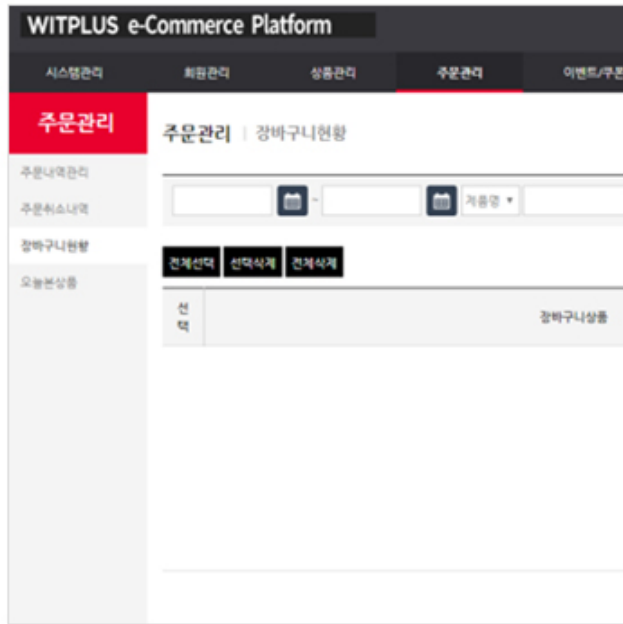 WITPLUS e-Commerce Platform
시스템관리 회원관리 상품관리 주문관리 이벤트/쿠폰
주문관리
주문관리 | 장바구니현황
주문내역관리
주문취소내역
장바구니현황
오늘본상품
~ 제품명
전체선택 선택삭제 전체삭제
선택
장바구니상품